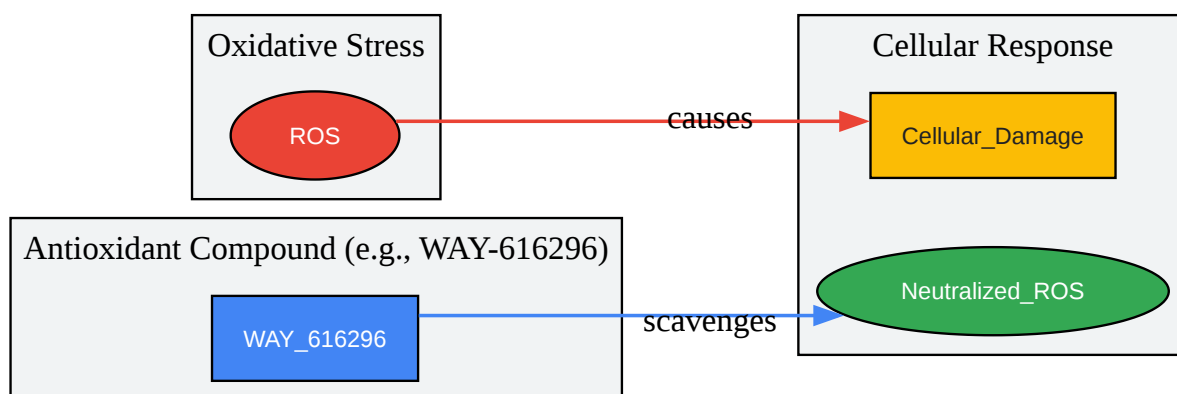 Oxidative Stress
ROS
causes
Cellular Response
Cellular_Damage
Antioxidant Compound (e.g., WAY-616296)
WAY_616296
scavenges
Neutralized_ROS